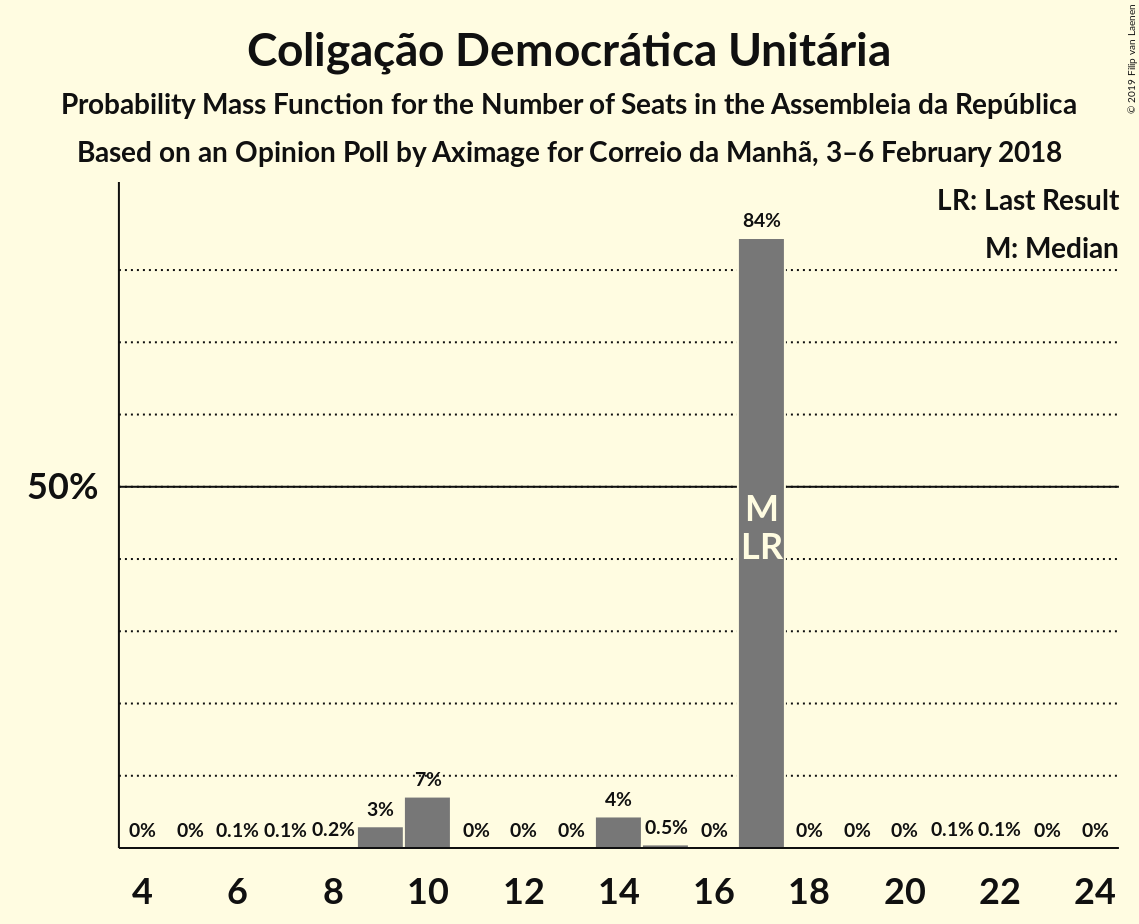 Coligação Democrática Unitária
Probability Mass Function for the Number of Seats in the Assembleia da República
Based on an Opinion Poll by Aximage for Correio da Manhã, 3–6 February 2018
© 2019 Filip van Laenen
LR: Last Result
M: Median
50%
0% 0% 0.1% 0.1% 0.2% 3% 7% 0% 0% 0% 4% 0.5% 0% 84% 0% 0% 0% 0.1% 0.1% 0% 0%
M
LR
4 6 8 10 12 14 16 18 20 22 24